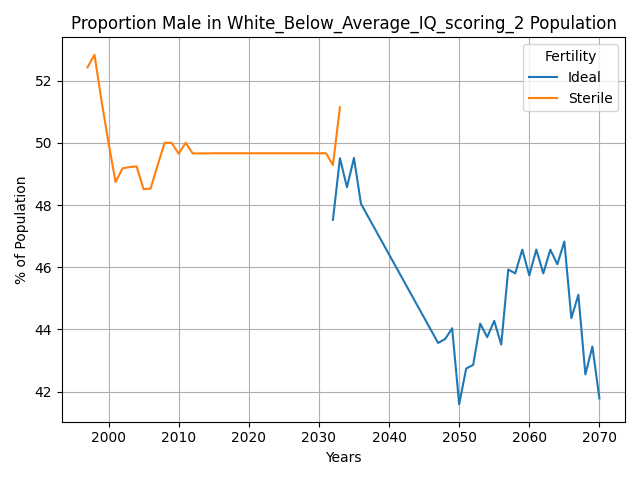 Proportion Male in White_Below_Average_IQ_scoring_2 Population
Fertility
Ideal
Sterile
% of Population
52
50
48
46
44
42
2000 2010 2020 2030 2040 2050 2060 2070
Years